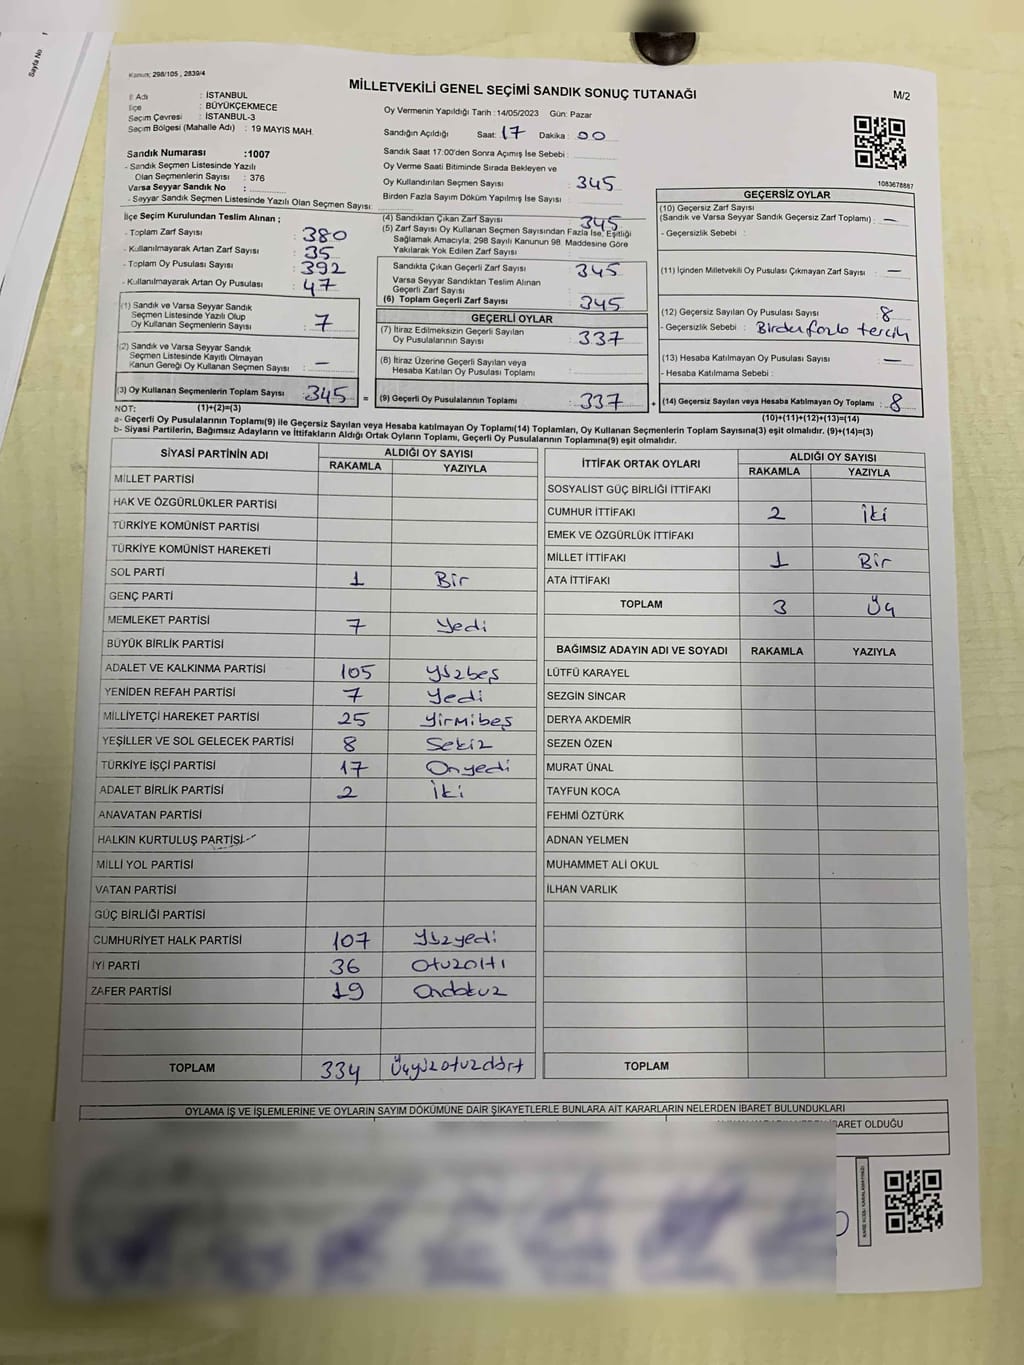 Sayfa No 1
Kanun: 298/105 , 2839/4
MİLLETVEKİLİ GENEL SEÇİMİ SANDIK SONUÇ TUTANAĞI
M/2
İl Adı : İSTANBUL
İlçe : BÜYÜKÇEKMECE
Seçim Çevresi : İSTANBUL-3
Seçim Bölgesi (Mahalle Adı) : 19 MAYIS MAH.
Oy Vermenin Yapıldığı Tarih : 14/05/2023 Gün: Pazar
Sandığın Açıldığı Saat: 17 Dakika: 00
Sandık Saat 17:00'den Sonra Açımış İse Sebebi :
Oy Verme Saati Bitiminde Sırada Bekleyen ve
Oy Kullandırılan Seçmen Sayısı 345
Birden Fazla Sayım Döküm Yapılmış İse Sayısı :
Sandık Numarası :1007
- Sandık Seçmen Listesinde Yazılı
Olan Seçmenlerin Sayısı : 376
Varsa Seyyar Sandık No :
- Seyyar Sandık Seçmen Listesinde Yazılı Olan Seçmen Sayısı:
İlçe Seçim Kurulundan Teslim Alınan ;
- Toplam Zarf Sayısı : 380
- Kullanılmayarak Artan Zarf Sayısı : 35
- Toplam Oy Pusulası Sayısı : 392
- Kullanılmayarak Artan Oy Pusulası : 47
(1) Sandık ve Varsa Seyyar Sandık
Seçmen Listesinde Yazılı Olup
Oy Kullanan Seçmenlerin Sayısı : 7
(2) Sandık ve Varsa Seyyar Sandık
Seçmen Listesinde Kayıtlı Olmayan
Kanun Gereği Oy Kullanan Seçmen Sayısı : —
(3) Oy Kullanan Seçmenlerin Toplam Sayısı : 345 =
(1)+(2)=(3)
(4) Sandıktan Çıkan Zarf Sayısı : 345
(5) Zarf Sayısı Oy Kullanan Seçmen Sayısından Fazla İse, Eşitliği
Sağlamak Amacıyla, 298 Sayılı Kanunun 98. Maddesine Göre
Yakılarak Yok Edilen Zarf Sayısı :
Sandıkta Çıkan Geçerli Zarf Sayısı 345
Varsa Seyyar Sandıktan Teslim Alınan
Geçerli Zarf Sayısı :
(6) Toplam Geçerli Zarf Sayısı 345
GEÇERLİ OYLAR
(7) İtiraz Edilmeksizin Geçerli Sayılan
Oy Pusulalarının Sayısı : 337
(8) İtiraz Üzerine Geçerli Sayılan veya
Hesaba Katılan Oy Pusulası Toplamı :
(9) Geçerli Oy Pusulalarının Toplamı : 337 +
1083678687
GEÇERSİZ OYLAR
(10) Geçersiz Zarf Sayısı
(Sandık ve Varsa Seyyar Sandık Geçersiz Zarf Toplamı) : —
- Geçersizlik Sebebi :
(11) İçinden Milletvekili Oy Pusulası Çıkmayan Zarf Sayısı : —
(12) Geçersiz Sayılan Oy Pusulası Sayısı : 8
- Geçersizlik Sebebi : Birden fazla tercih
(13) Hesaba Katılmayan Oy Pusulası Sayısı : —
- Hesaba Katılmama Sebebi :
(14) Geçersiz Sayılan veya Hesaba Katılmayan Oy Toplamı : 8
(10)+(11)+(12)+(13)=(14)
NOT:
a- Geçerli Oy Pusulalarının Toplamı(9) ile Geçersiz Sayılan veya Hesaba katılmayan Oy Toplamı(14) Toplamları, Oy Kullanan Seçmenlerin Toplam Sayısına(3) eşit olmalıdır. (9)+(14)=(3)
b- Siyasi Partilerin, Bağımsız Adayların ve İttifakların Aldığı Ortak Oyların Toplamı, Geçerli Oy Pusulalarının Toplamına(9) eşit olmalıdır.
SİYASİ PARTİNİN ADI ALDIĞI OY SAYISI
RAKAMLA YAZIYLA
MİLLET PARTİSİ
HAK VE ÖZGÜRLÜKLER PARTİSİ
TÜRKİYE KOMÜNİST PARTİSİ
TÜRKİYE KOMÜNİST HAREKETİ
SOL PARTİ 1 Bir
GENÇ PARTİ
MEMLEKET PARTİSİ 7 Yedi
BÜYÜK BİRLİK PARTİSİ
ADALET VE KALKINMA PARTİSİ 105 Yüzbeş
YENİDEN REFAH PARTİSİ 7 Yedi
MİLLİYETÇİ HAREKET PARTİSİ 25 Yirmibeş
YEŞİLLER VE SOL GELECEK PARTİSİ 8 Sekiz
TÜRKİYE İŞÇİ PARTİSİ 17 Onyedi
ADALET BİRLİK PARTİSİ 2 İki
ANAVATAN PARTİSİ
HALKIN KURTULUŞ PARTİSİ
MİLLİ YOL PARTİSİ
VATAN PARTİSİ
GÜÇ BİRLİĞİ PARTİSİ
CUMHURİYET HALK PARTİSİ 107 Yüzyedi
İYİ PARTİ 36 Otuzaltı
ZAFER PARTİSİ 19 Ondokuz
TOPLAM 334 Üçyüzotuzdört
İTTİFAK ORTAK OYLARI ALDIĞI OY SAYISI
RAKAMLA YAZIYLA
SOSYALİST GÜÇ BİRLİĞİ İTTİFAKI
CUMHUR İTTİFAKI 2 İki
EMEK VE ÖZGÜRLÜK İTTİFAKI
MİLLET İTTİFAKI 1 Bir
ATA İTTİFAKI
TOPLAM 3 Üç
BAĞIMSIZ ADAYIN ADI VE SOYADI RAKAMLA YAZIYLA
LÜTFÜ KARAYEL
SEZGİN SİNCAR
DERYA AKDEMİR
SEZEN ÖZEN
MURAT ÜNAL
TAYFUN KOCA
FEHMİ ÖZTÜRK
ADNAN YELMEN
MUHAMMET ALİ OKUL
İLHAN VARLIK
TOPLAM
OYLAMA İŞ VE İŞLEMLERİNE VE OYLARIN SAYIM DÖKÜMÜNE DAİR ŞİKAYETLERLE BUNLARA AİT KARARLARIN NELERDEN İBARET BULUNDUKLARI
İBARET OLDUĞU